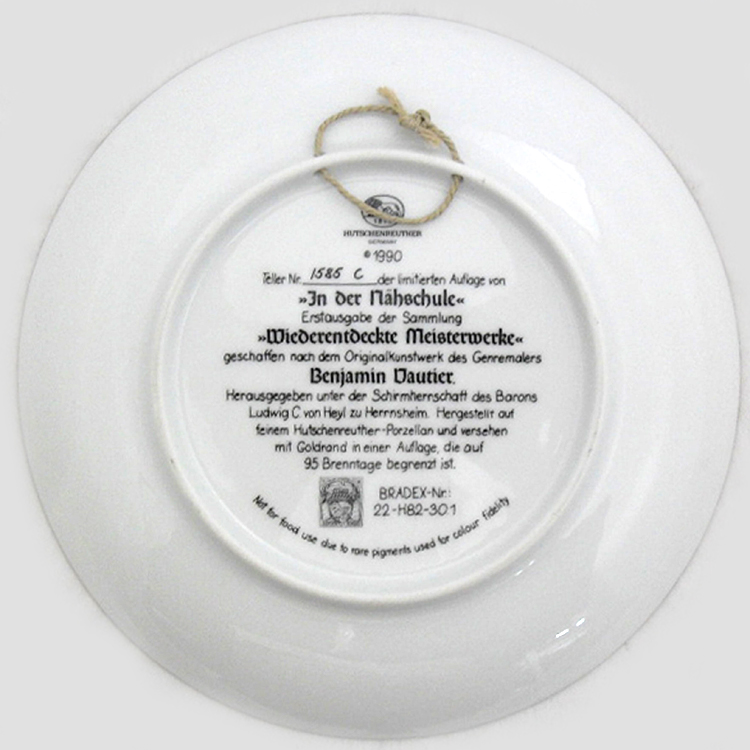 HUTSCHENREUTHER
GERMANY
© 1990
Teller Nr. 1585 C der limitierten Auflage von
»In der Nähschule«
Erstausgabe der Sammlung
»Wiederentdeckte Meisterwerke«
geschaffen nach dem Originalkunstwerk des Genremalers
Benjamin Vautier.
Herausgegeben unter der Schirmherrschaft des Barons
Ludwig C. von Heyl zu Herrnsheim. Hergestellt auf
feinem Hutschenreuther-Porzellan und versehen
mit Goldrand in einer Auflage, die auf
95 Brenntage begrenzt ist.
BRADEX-Nr.:
22-H82-30.1
Not for food use due to rare pigments used for colour fidelity